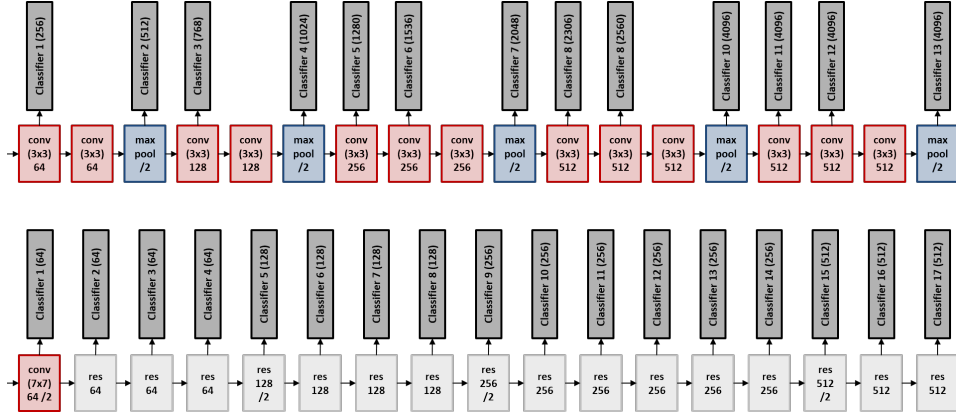 Classifier 1 (256)
Classifier 2 (512)
Classifier 3 (768)
Classifier 4 (1024)
Classifier 5 (1280)
Classifier 6 (1536)
Classifier 7 (2048)
Classifier 8 (2306)
Classifier 8 (2560)
Classifier 10 (4096)
Classifier 11 (4096)
Classifier 12 (4096)
Classifier 13 (4096)
conv
(3x3)
64
conv
(3x3)
64
max
pool
/2
conv
(3x3)
128
conv
(3x3)
128
max
pool
/2
conv
(3x3)
256
conv
(3x3)
256
conv
(3x3)
256
max
pool
/2
conv
(3x3)
512
conv
(3x3)
512
conv
(3x3)
512
max
pool
/2
conv
(3x3)
512
conv
(3x3)
512
conv
(3x3)
512
max
pool
/2
Classifier 1 (64)
Classifier 2 (64)
Classifier 3 (64)
Classifier 4 (64)
Classifier 5 (128)
Classifier 6 (128)
Classifier 7 (128)
Classifier 8 (128)
Classifier 9 (256)
Classifier 10 (256)
Classifier 11 (256)
Classifier 12 (256)
Classifier 13 (256)
Classifier 14 (256)
Classifier 15 (512)
Classifier 16 (512)
Classifier 17 (512)
conv
(7x7)
64 /2
res
64
res
64
res
64
res
128
/2
res
128
res
128
res
128
res
256
/2
res
256
res
256
res
256
res
256
res
256
res
512
/2
res
512
res
512